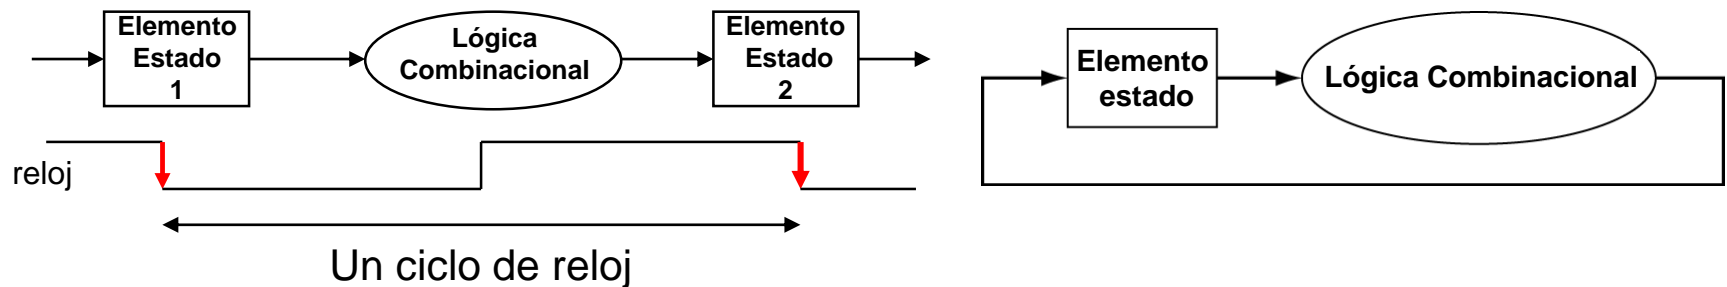 Elemento
Estado
1
Lógica
Combinacional
Elemento
Estado
2
reloj
Un ciclo de reloj
Elemento
estado
Lógica Combinacional